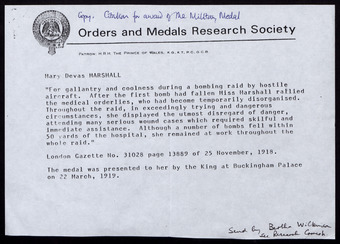 Copy. Citation for award of The Military Medal
Orders and Medals Research Society
PATRON: H.R.H. THE PRINCE OF WALES, K.G., K.T., P.C., G.C.B.
Mary Devas MARSHALL
"For gallantry and coolness during a bombing raid by hostile
aircraft. After the first bomb had fallen Miss Marshall rallied
the medical orderlies, who had become temporarily disorganised.
Throughout the raid, in exceedingly trying and dangerous
circumstances, she displayed the utmost disregard of danger,
attending many serious wound cases which required skilful and
immediate assistance. Although a number of bombs fell within
50 yards of the hospital, she remained at work throughout the
whole raid."
London Gazette No. 31028 page 13889 of 25 November, 1918.
The medal was presented to her by the King at Buckingham Palace
on 22 March, 1919.
Send by